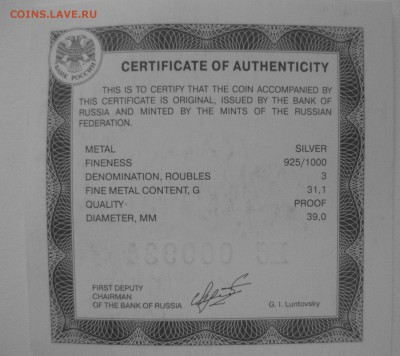 COINS.LAVE.RU
БАНК РОССИИ
CERTIFICATE OF AUTHENTICITY
THIS IS TO CERTIFY THAT THE COIN ACCOMPANIED BY
THIS CERTIFICATE IS ORIGINAL, ISSUED BY THE BANK OF
RUSSIA AND MINTED BY THE MINTS OF THE RUSSIAN
FEDERATION.
METAL SILVER
FINENESS 925/1000
DENOMINATION, ROUBLES 3
FINE METAL CONTENT, G 31,1
QUALITY PROOF
DIAMETER, MM 39,0
FIRST DEPUTY
CHAIRMAN
OF THE BANK OF RUSSIA G. I. Luntovsky